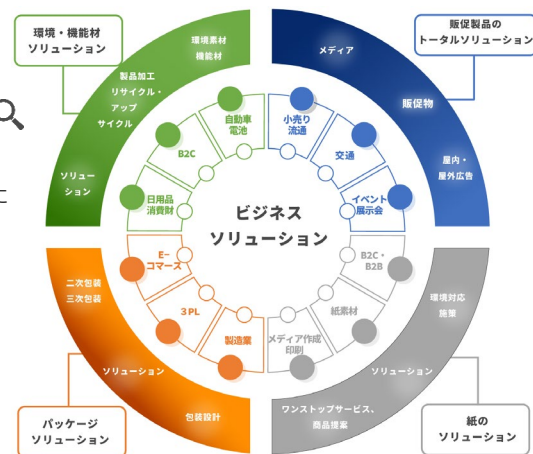 環境・機能材
ソリューション
販促製品の
トータルソリューション
環境素材
機能材
製品加工
リサイクル・
アップ
サイクル
ソリュー
ション
メディア
販促物
屋内・
屋外広告
自動車
電池
B2C
日用品
消費財
小売り
流通
交通
イベント
展示会
ビジネス
ソリューション
E−
コマース
3PL
製造業
B2C・
B2B
紙素材
メディア作成
印刷
二次包装
三次包装
ソリューション
包装設計
環境対応
施策
ソリューション
ワンストップサービス、
商品提案
パッケージ
ソリューション
紙の
ソリューション